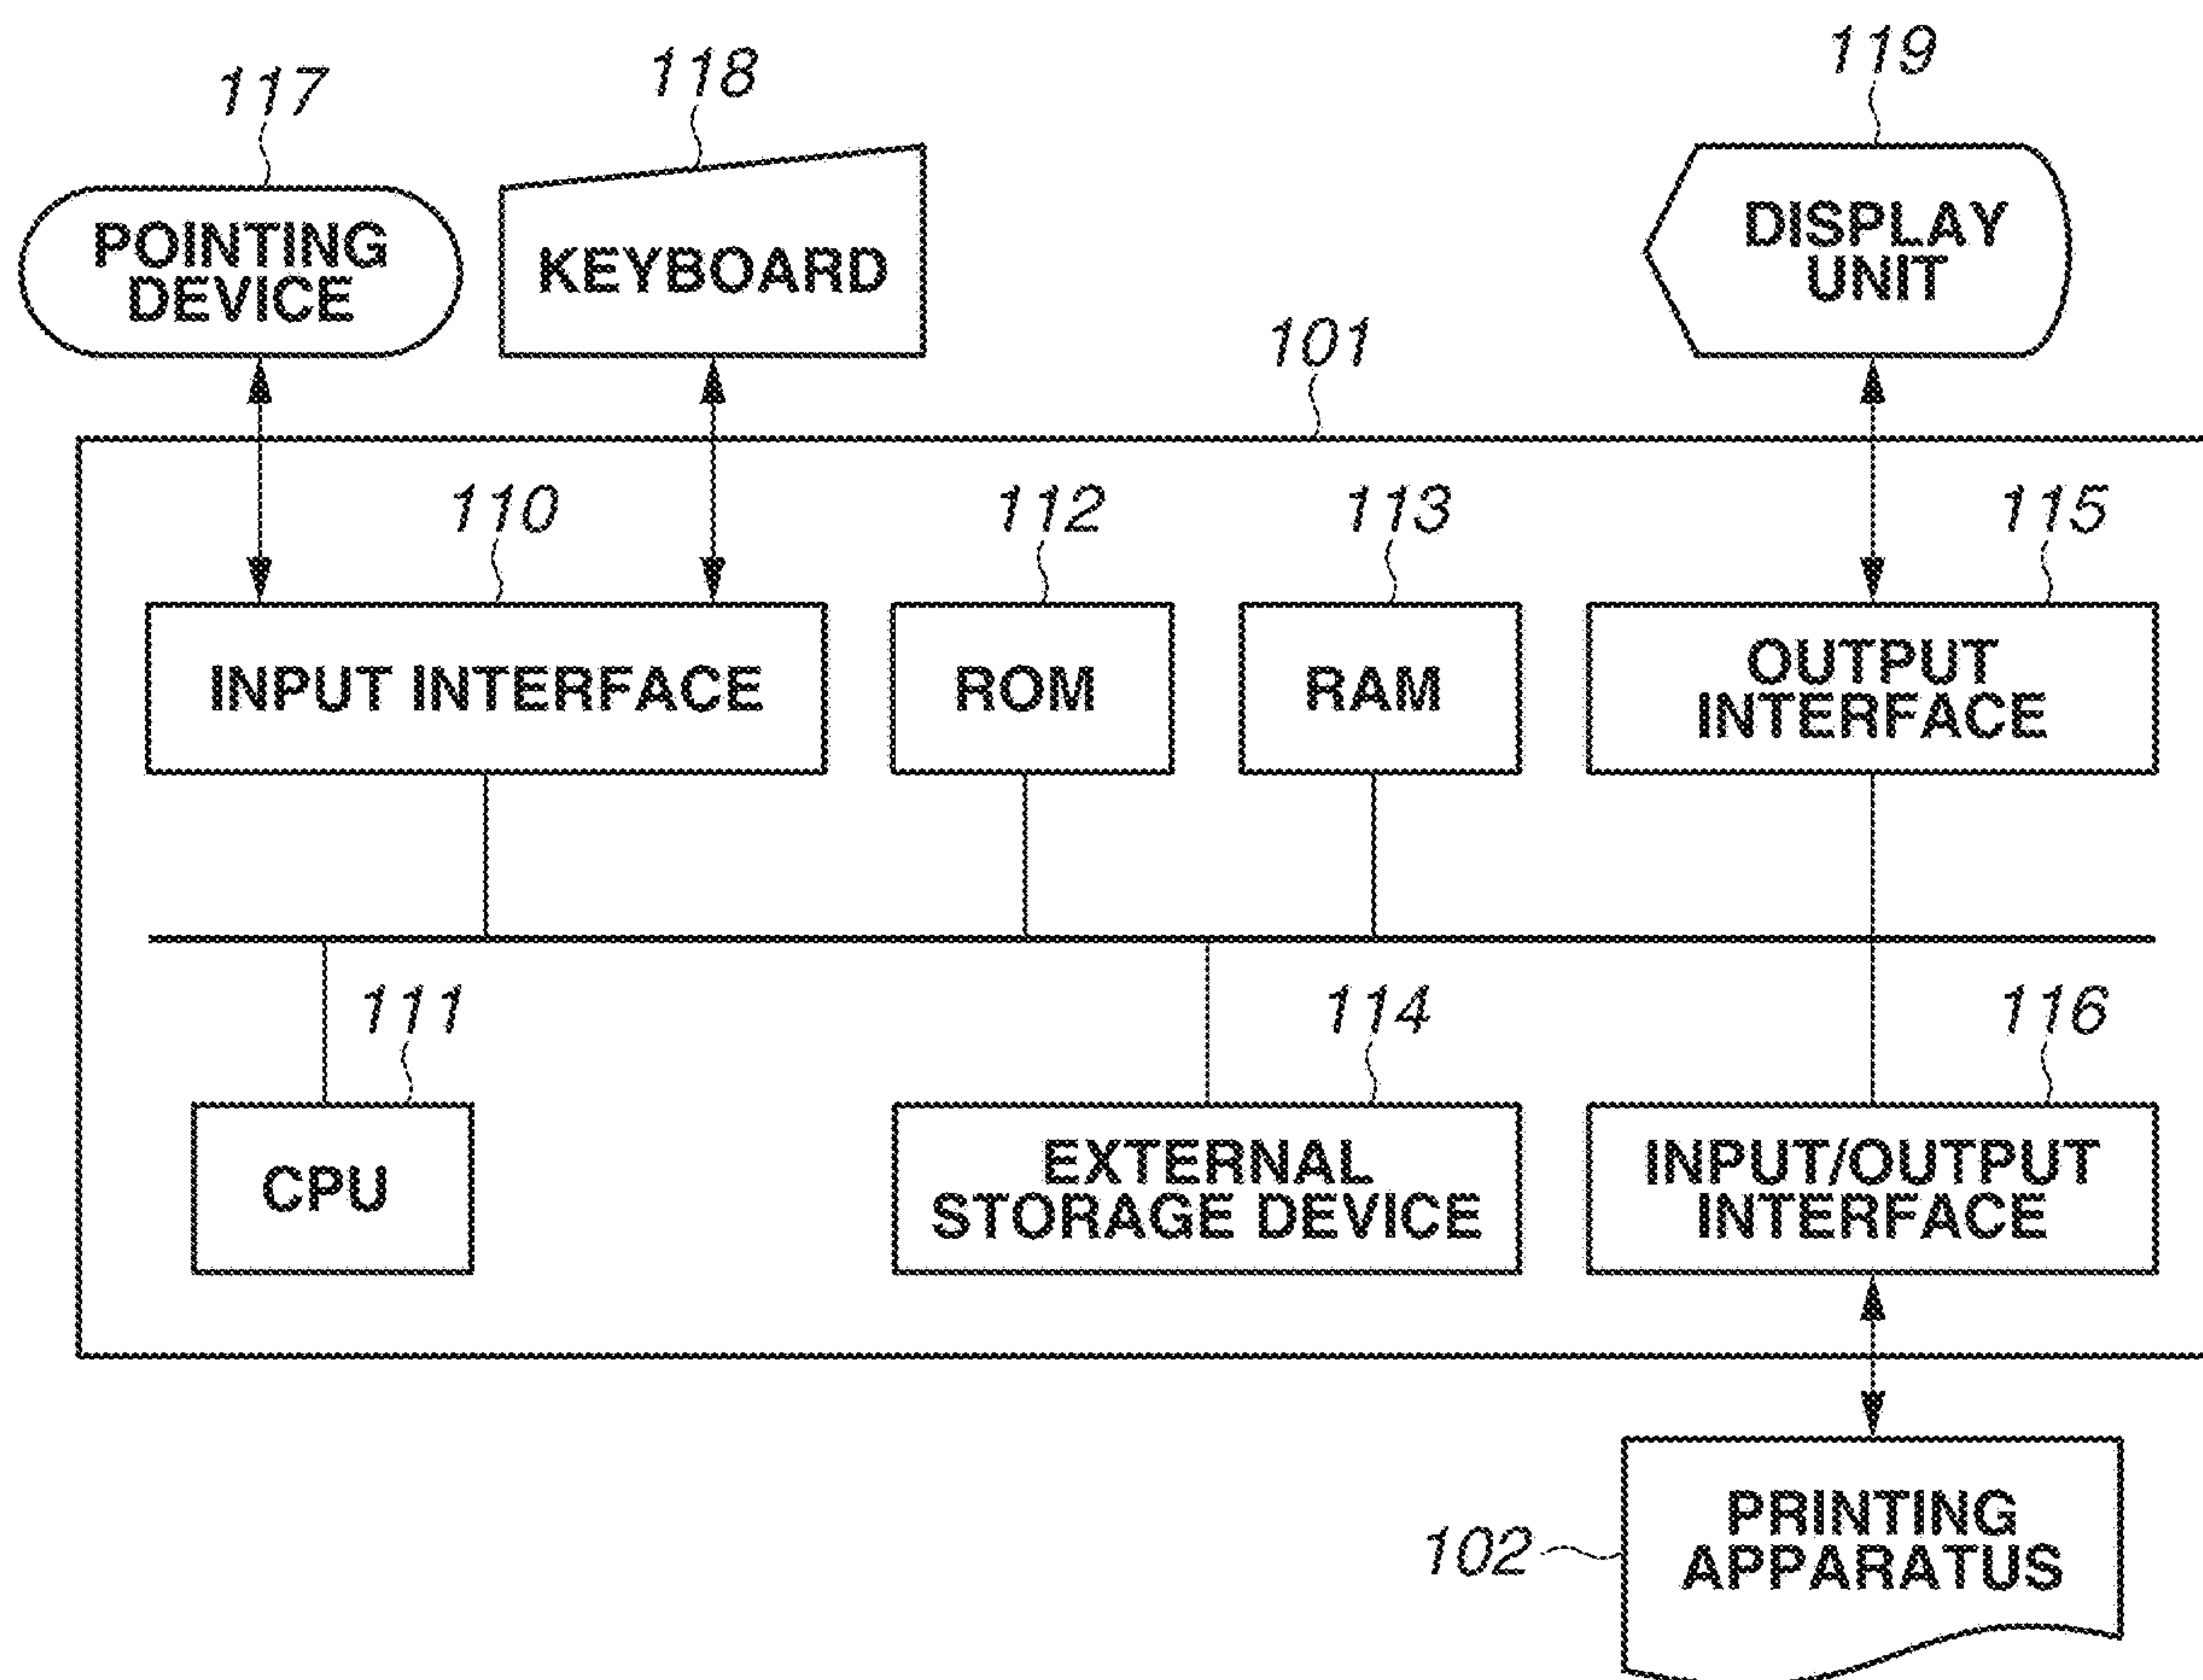 117
118
119
POINTING
DEVICE
KEYBOARD
DISPLAY
UNIT
101
110
112
113
115
INPUT INTERFACE
ROM
RAM
OUTPUT
INTERFACE
111
114
116
CPU
EXTERNAL
STORAGE DEVICE
INPUT/OUTPUT
INTERFACE
102
PRINTING
APPARATUS